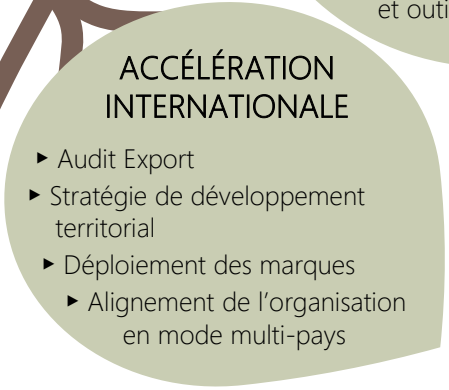 et outi
ACCÉLÉRATION
INTERNATIONALE
▸ Audit Export
▸ Stratégie de développement
territorial
▸ Déploiement des marques
▸ Alignement de l’organisation
en mode multi-pays